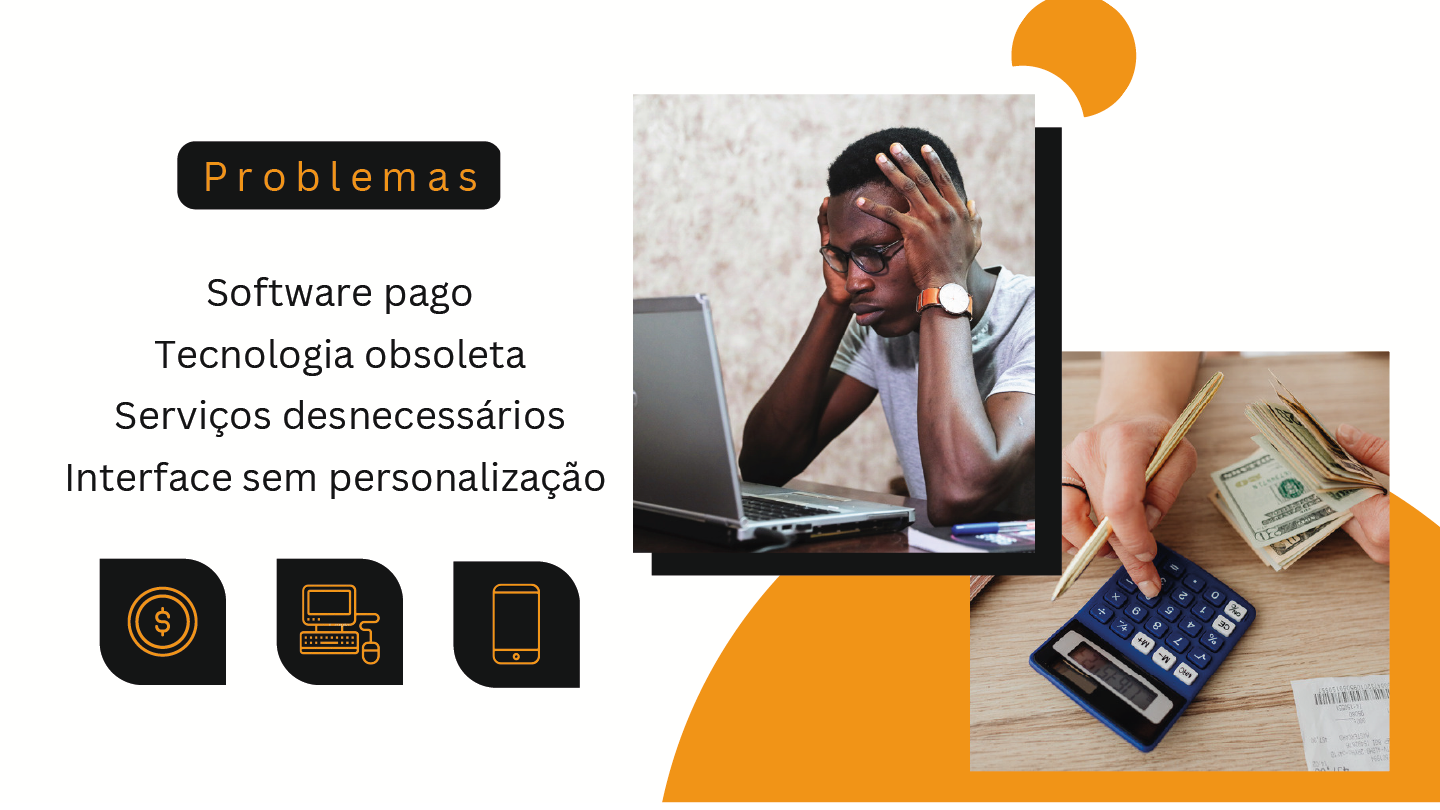 Problemas
Software pago
Tecnologia obsoleta
Serviços desnecessários
Interface sem personalização
$